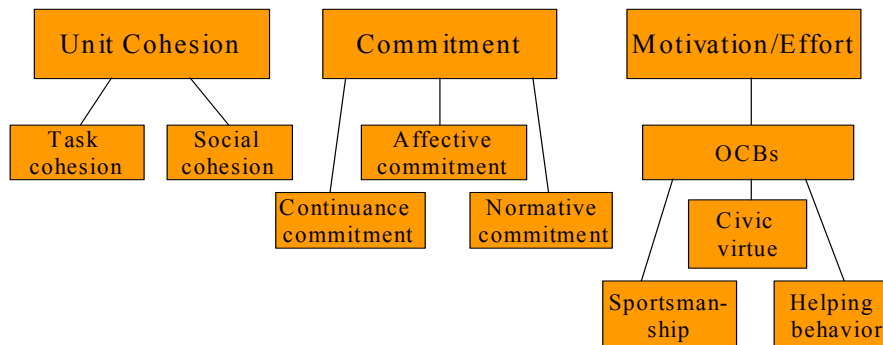 Unit Cohesion
Commitment
Motivation/Effort
Task
cohesion
Social
cohesion
Affective
commitment
OCBs
Continuance
commitment
Normative
commitment
Civic
virtue
Sportsman-
ship
Helping
behavior